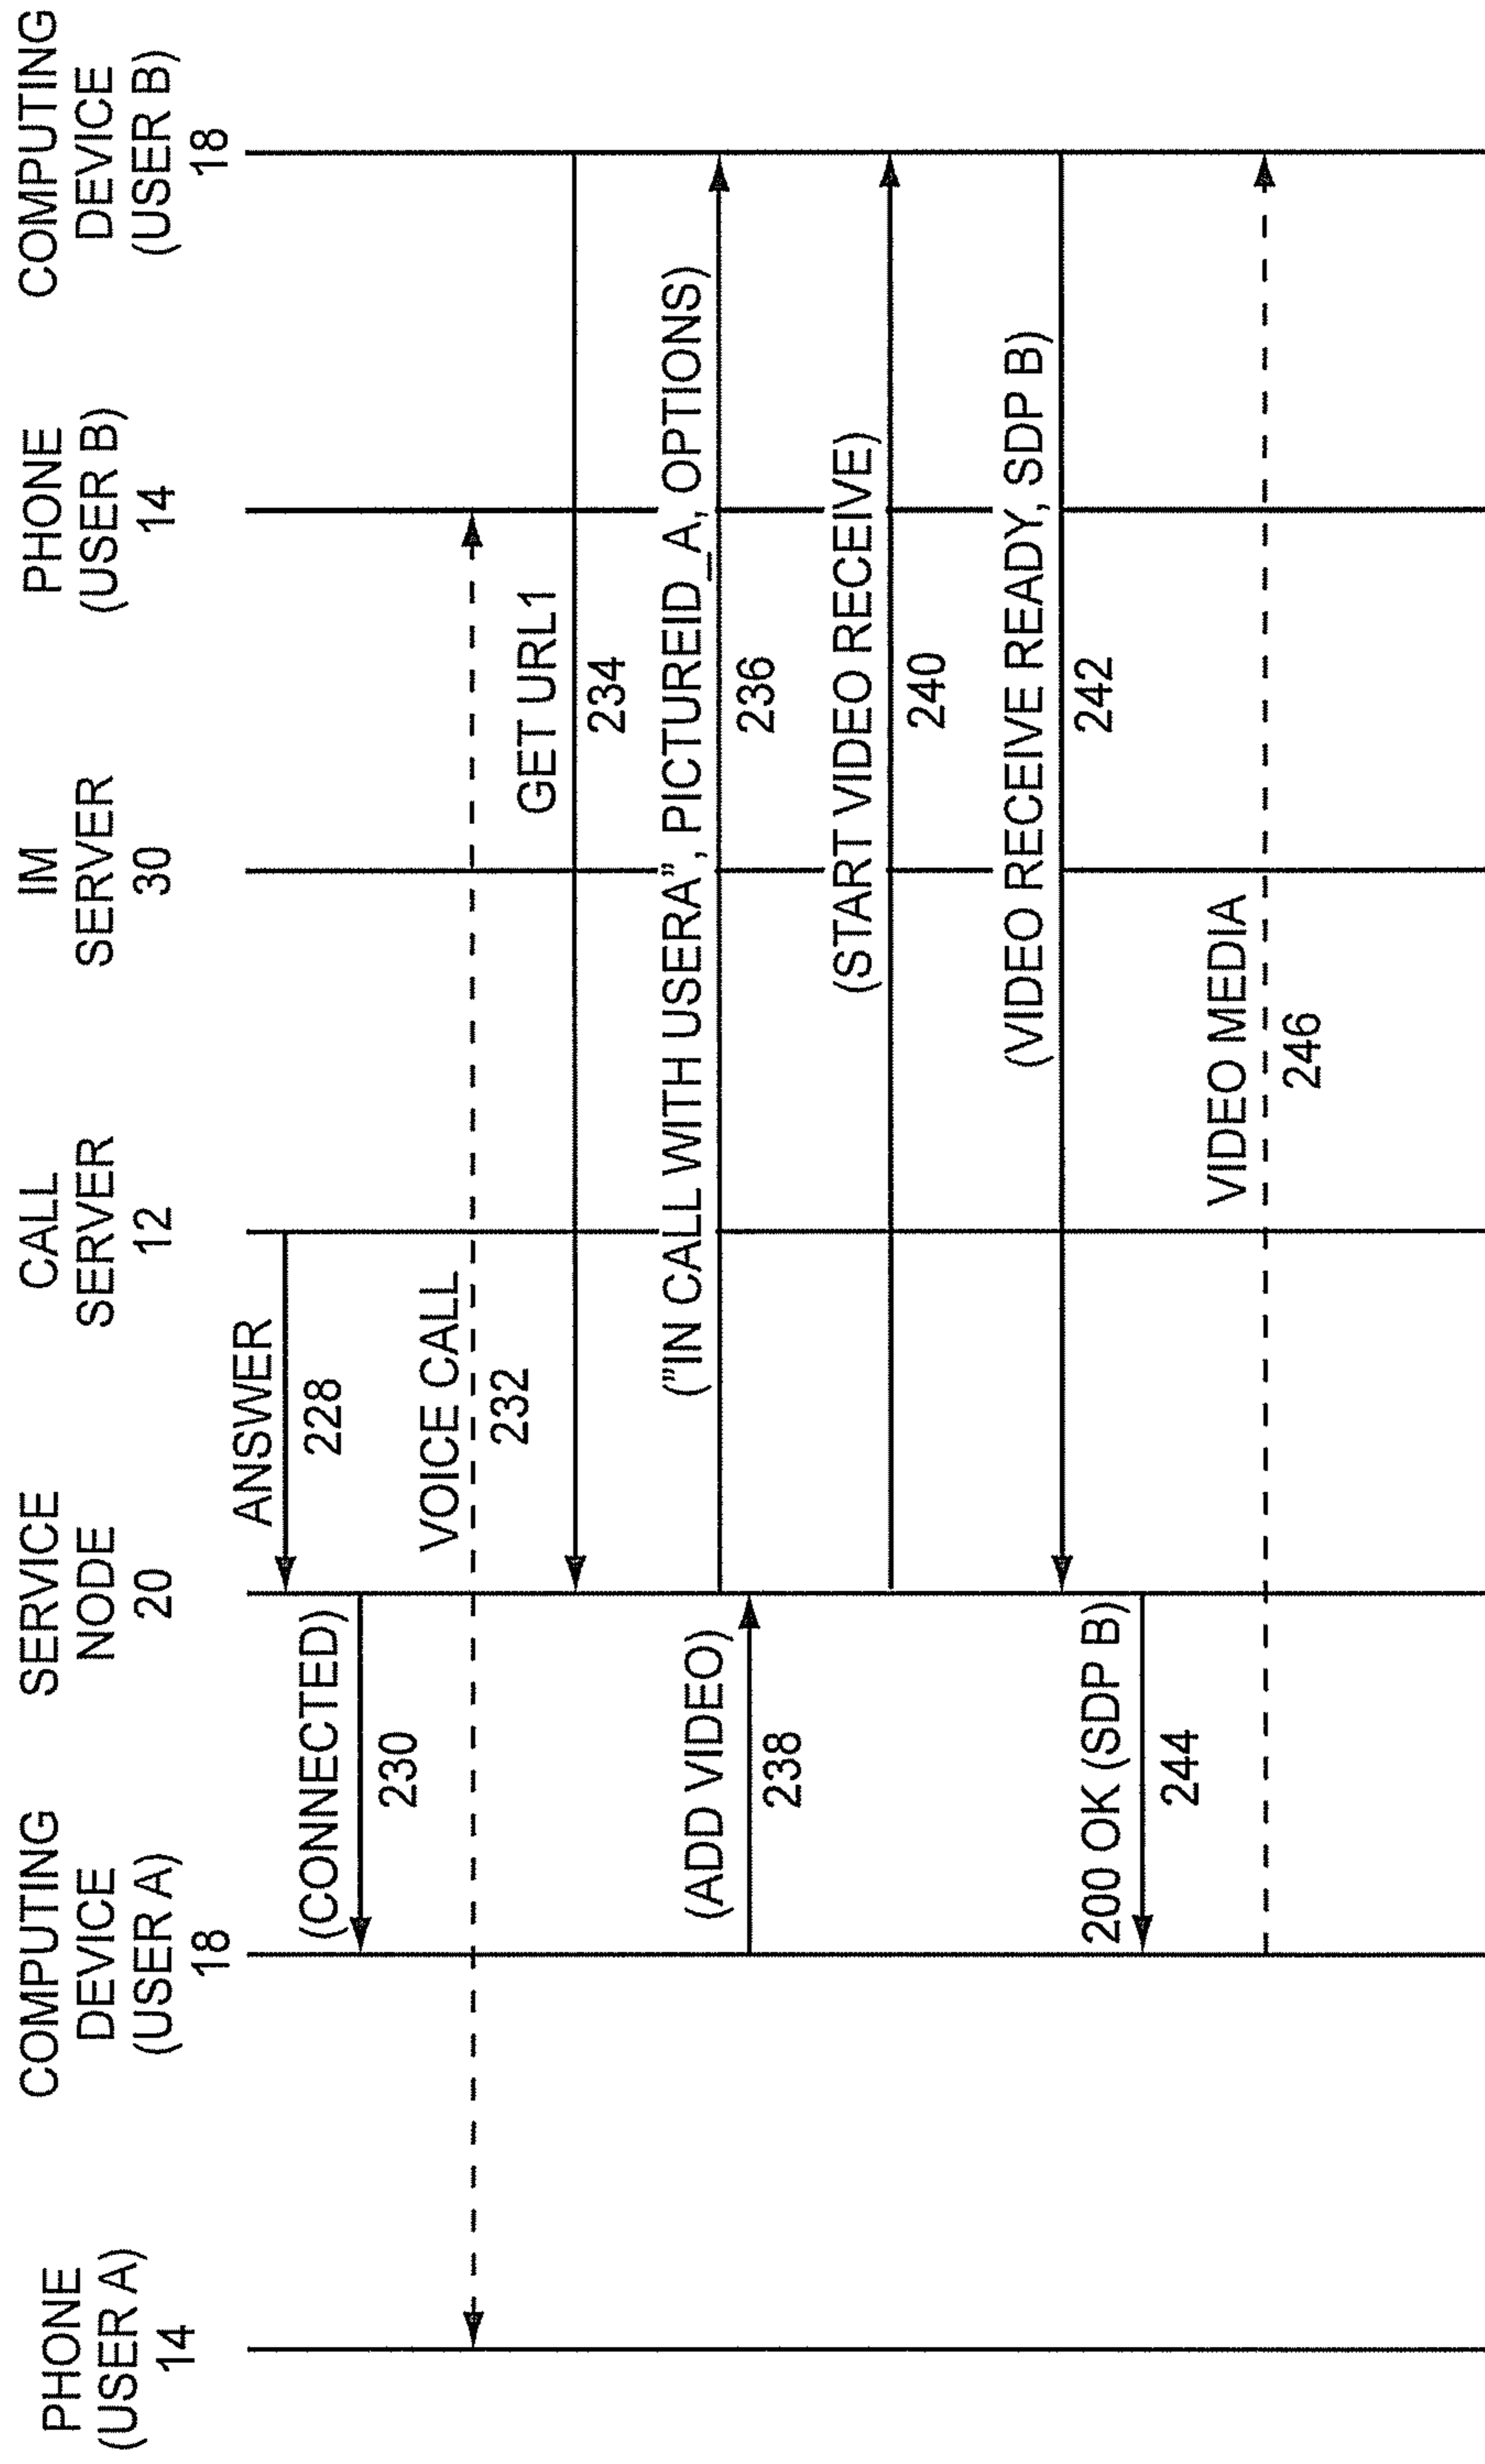 PHONE
(USER A)
14
COMPUTING
DEVICE
(USER A)
18
SERVICE
NODE
20
CALL
SERVER
12
IM
SERVER
30
PHONE
(USER B)
14
COMPUTING
DEVICE
(USER B)
18
ANSWER
228
(CONNECTED)
230
VOICE CALL
232
GET URL1
234
("IN CALL WITH USERA", PICTUREID_A, OPTIONS)
236
(ADD VIDEO)
238
(START VIDEO RECEIVE)
240
(VIDEO RECEIVE READY, SDP B)
242
200 OK (SDP B)
244
VIDEO MEDIA
246